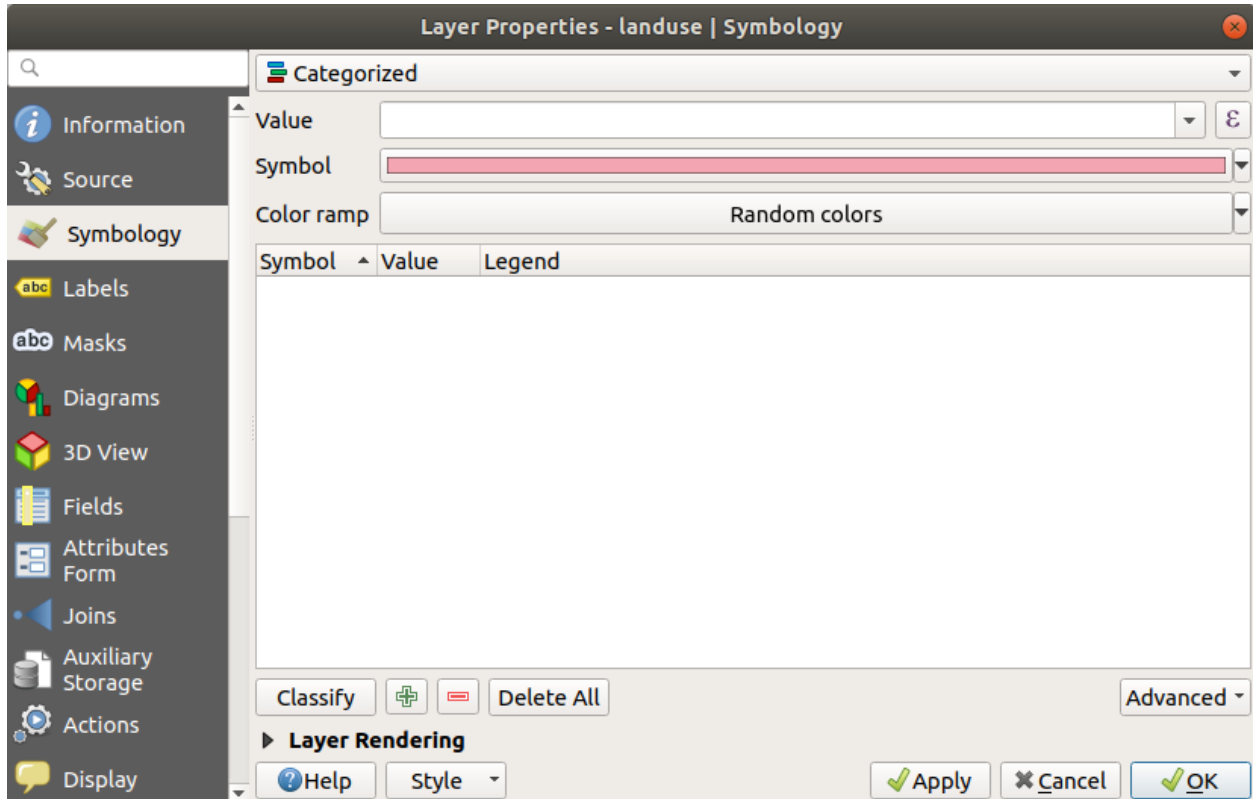 Layer Properties - landuse | Symbology
Categorized
Information
Value
ε
Source
Symbol
Symbology
Color ramp
Random colors
Symbol Value Legend
abc Labels
abc Masks
Diagrams
3D View
Fields
Attributes
Form
Joins
Auxiliary
Storage
Actions
Display
Classify Delete All Advanced
Layer Rendering
Help Style Apply Cancel OK